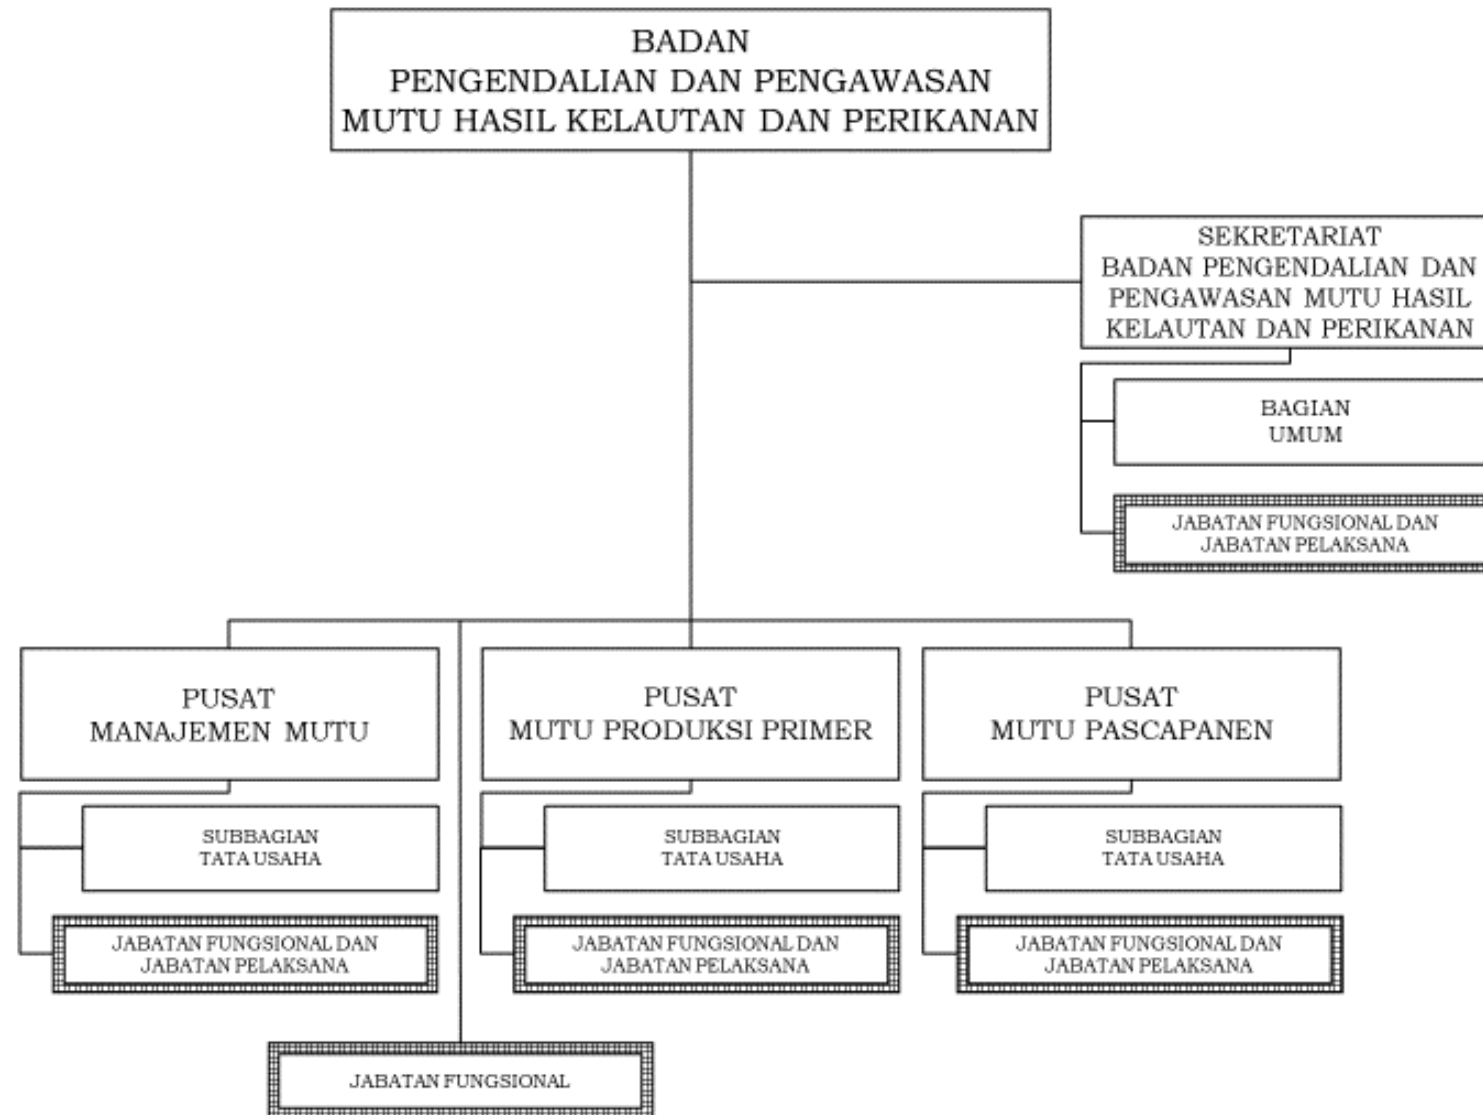 BADAN
PENGENDALIAN DAN PENGAWASAN
MUTU HASIL KELAUTAN DAN PERIKANAN
SEKRETARIAT
BADAN PENGENDALIAN DAN
PENGAWASAN MUTU HASIL
KELAUTAN DAN PERIKANAN
BAGIAN
UMUM
JABATAN FUNGSIONAL DAN
JABATAN PELAKSANA
PUSAT
MANAJEMEN MUTU
SUBBAGIAN
TATA USAHA
JABATAN FUNGSIONAL DAN
JABATAN PELAKSANA
PUSAT
MUTU PRODUKSI PRIMER
SUBBAGIAN
TATA USAHA
JABATAN FUNGSIONAL DAN
JABATAN PELAKSANA
PUSAT
MUTU PASCAPANEN
SUBBAGIAN
TATA USAHA
JABATAN FUNGSIONAL DAN
JABATAN PELAKSANA
JABATAN FUNGSIONAL